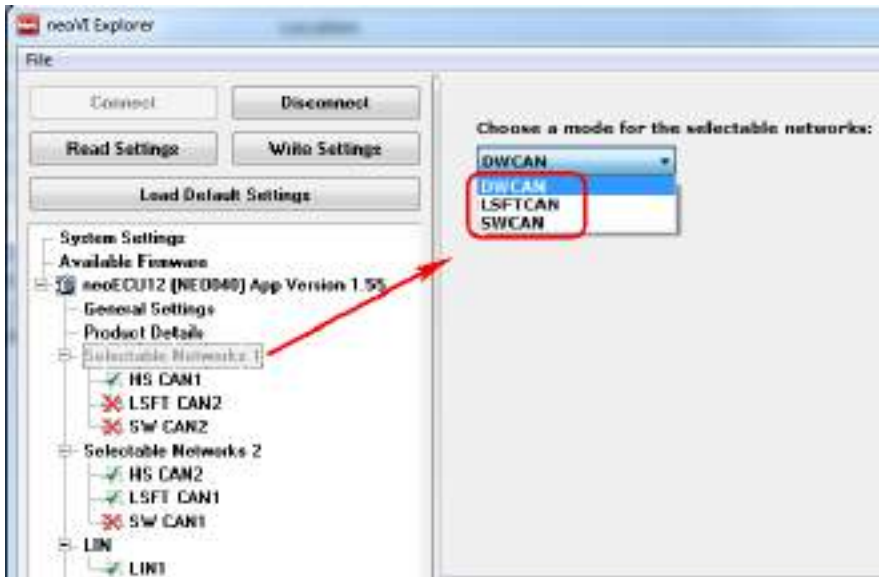 neoVI Explorer
File
Connect
Disconnect
Read Settings
Write Settings
Load Default Settings
Choose a mode for the selectable networks:
DWCAN
DWCAN
LSFTCAN
SWCAN
System Settings
Available Firmware
neoECU12 [NEO040] App Version 1.55
General Settings
Product Details
Selectable Networks 1
HS CAN1
LSFT CAN2
SW CAN2
Selectable Networks 2
HS CAN2
LSFT CAN1
SW CAN1
LIN
LIN1